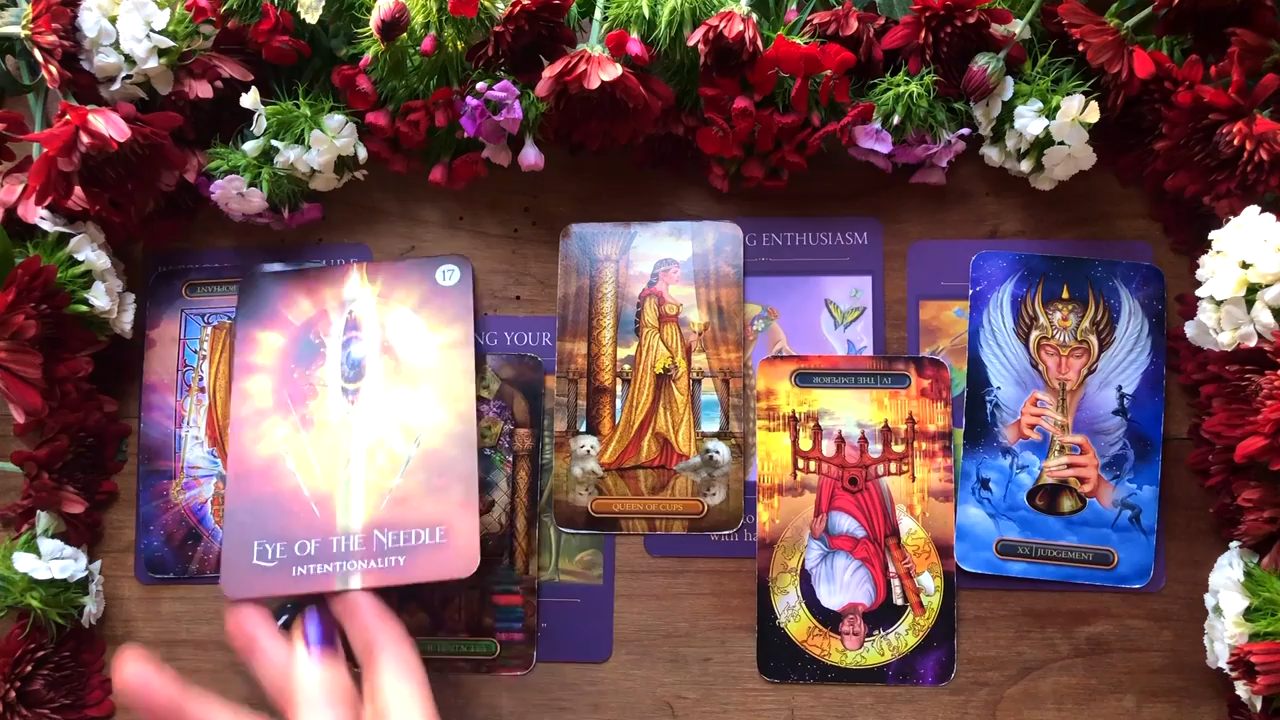 17
EYE OF THE NEEDLE
INTENTIONALITY
ROPHANT
NG YOUR
QUEEN OF CUPS
G ENTHUSIASM
with ha
IV | THE EMPEROR
XX | JUDGEMENT